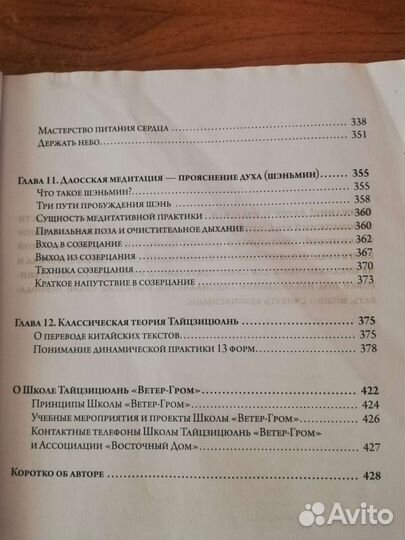 Мастерство питания сердца 338
Держать небо 351
Глава 11. Даосская медитация — прояснение духа (шэньмин) 355
Что такое шэньмин? 355
Три пути пробуждения шэнь 358
Сущность медитативной практики 360
Правильная поза и очистительное дыхание 360
Вход в созерцание 362
Выход из созерцания 367
Техника созерцания 370
Краткое напутствие в созерцание 373
Глава 12. Классическая теория Тайцзицюань 375
О переводе китайских текстов 375
Понимание динамической практики 13 форм 378
О Школе Тайцзицюань «Ветер-Гром» 422
Принципы Школы «Ветер-Гром» 424
Учебные мероприятия и проекты Школы «Ветер-Гром» 426
Контактные телефоны Школы Тайцзицюань «Ветер-Гром»
и Ассоциации «Восточный Дом» 427
Коротко об авторе 428
Avito